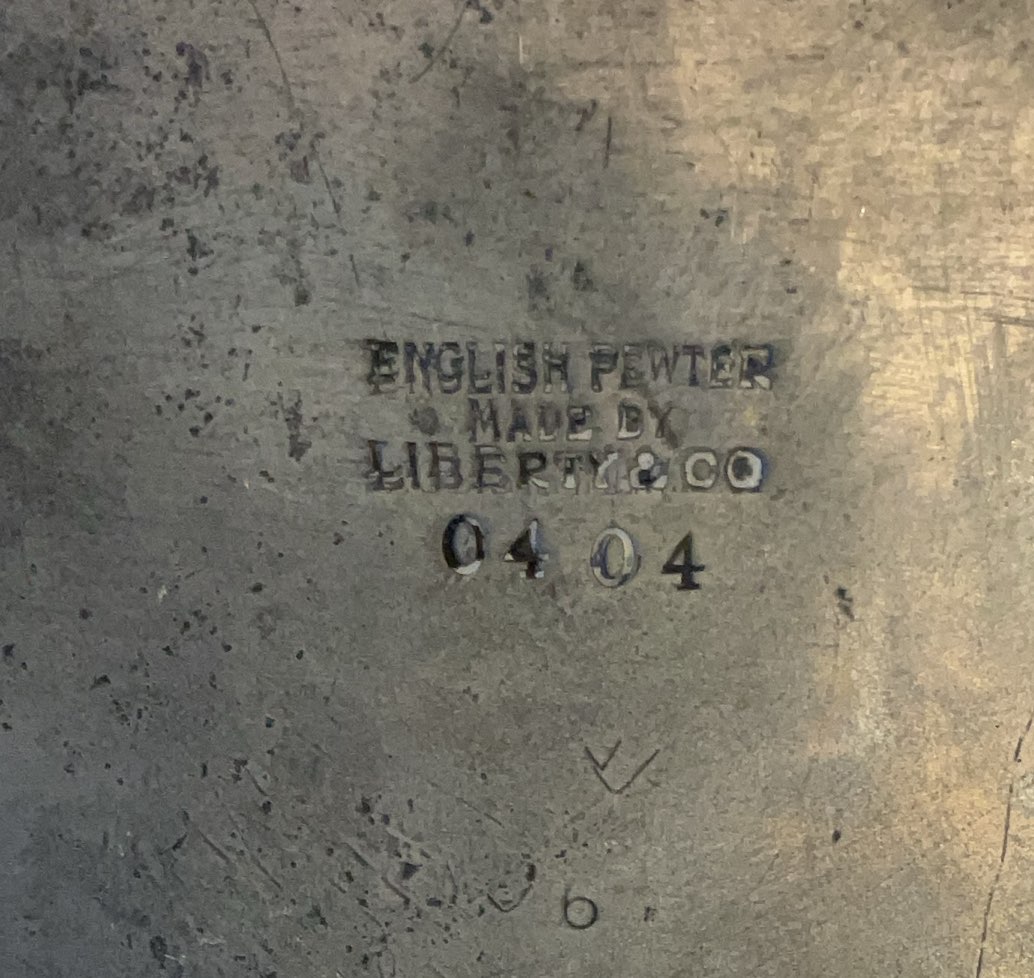 ENGLISH PEWTER
MADE BY
LIBERTY & CO
0404
6